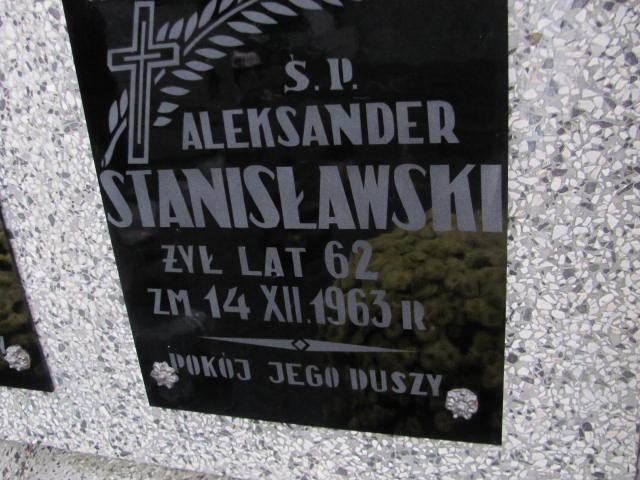 Ś.P.
ALEKSANDER
STANISŁAWSKI
ŻYŁ LAT 62
ZM. 14 XII.1963 R.
POKÓJ JEGO DUSZY